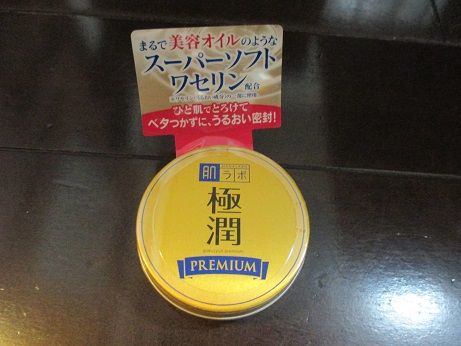 まるで美容オイルのような
スーパーソフト
ワセリン配合
ひと肌でとろけて
ベタつかずに、うるおい密封!
肌ラボ
極
潤
PREMIUM